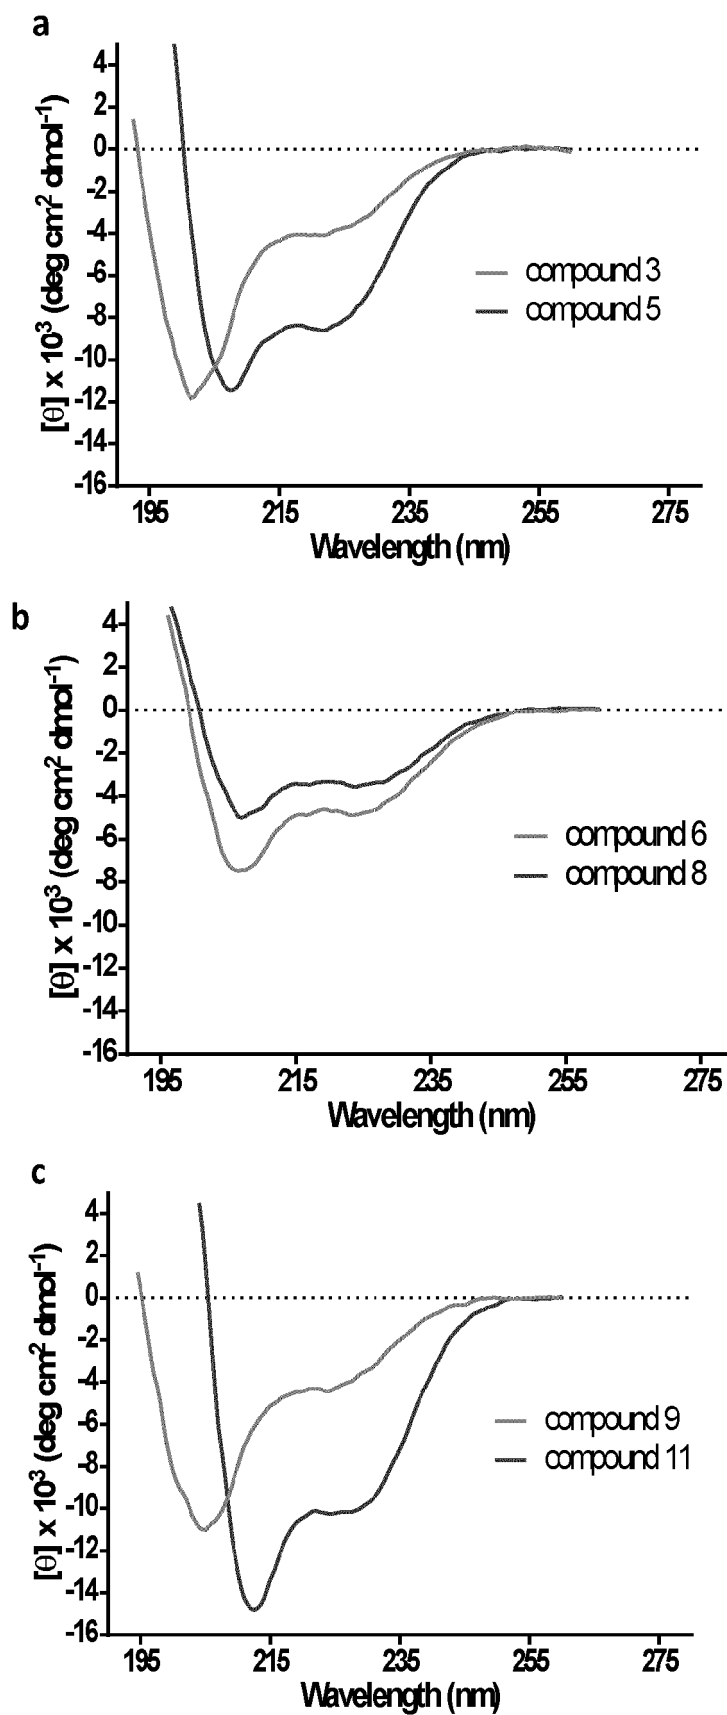 a
4
2
0
-2
-4
-6
-8
-10
-12
-14
-16
[θ] x 10³ (deg cm² dmol⁻¹)
compound 3
compound 5
195 215 235 255 275
Wavelength (nm)
b
4
2
0
-2
-4
-6
-8
-10
-12
-14
-16
[θ] x 10³ (deg cm² dmol⁻¹)
compound 6
compound 8
195 215 235 255 275
Wavelength (nm)
c
4
2
0
-2
-4
-6
-8
-10
-12
-14
-16
[θ] x 10³ (deg cm² dmol⁻¹)
compound 9
compound 11
195 215 235 255 275
Wavelength (nm)